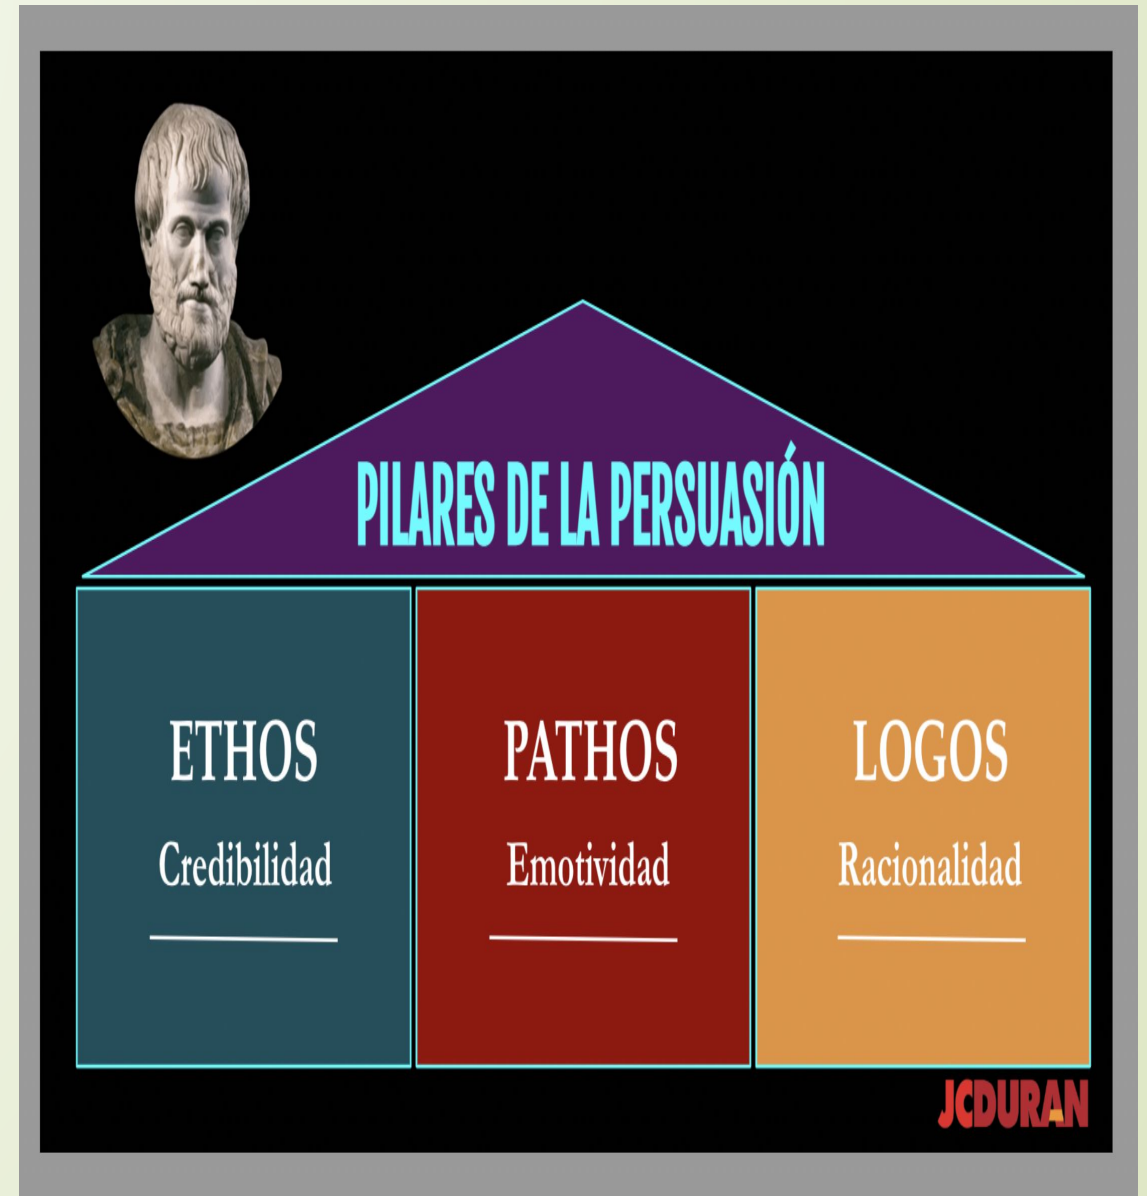 PILARES DE LA PERSUASIÓN
ETHOS
Credibilidad
PATHOS
Emotividad
LOGOS
Racionalidad
JCDURAN